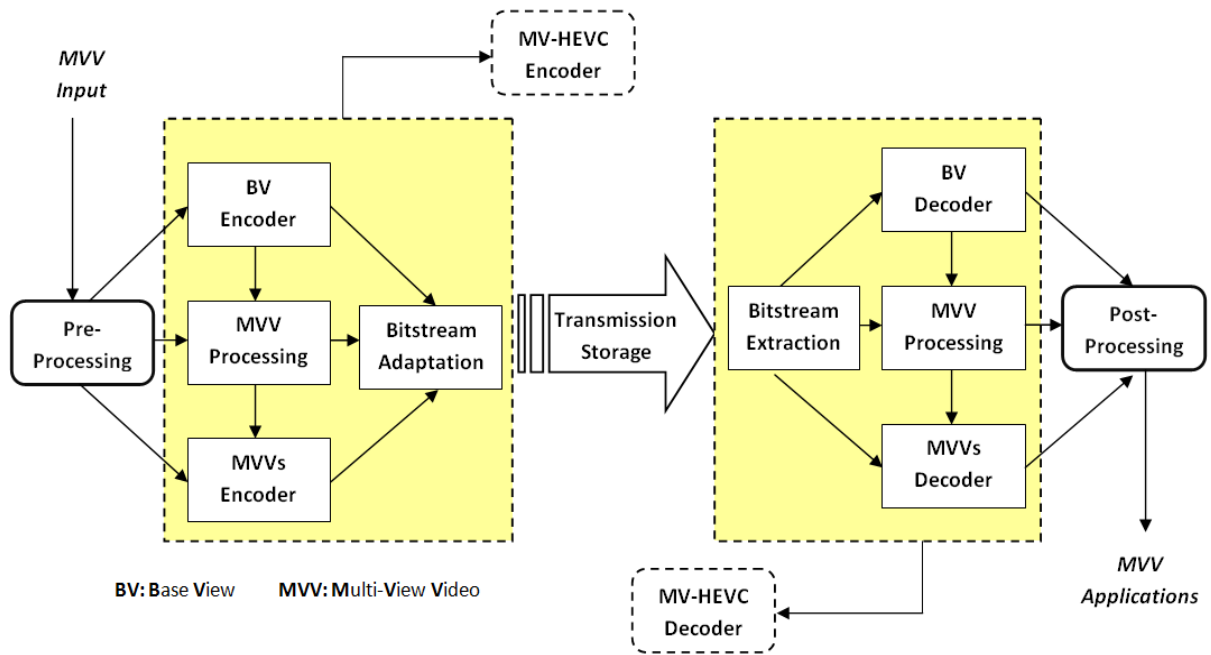 MVV
Input
MV-HEVC
Encoder
BV
Encoder
Pre-
Processing
MVV
Processing
Bitstream
Adaptation
MVVs
Encoder
Transmission
Storage
BV
Decoder
Bitstream
Extraction
MVV
Processing
Post-
Processing
MVVs
Decoder
BV: Base View MVV: Multi-View Video
MV-HEVC
Decoder
MVV
Applications